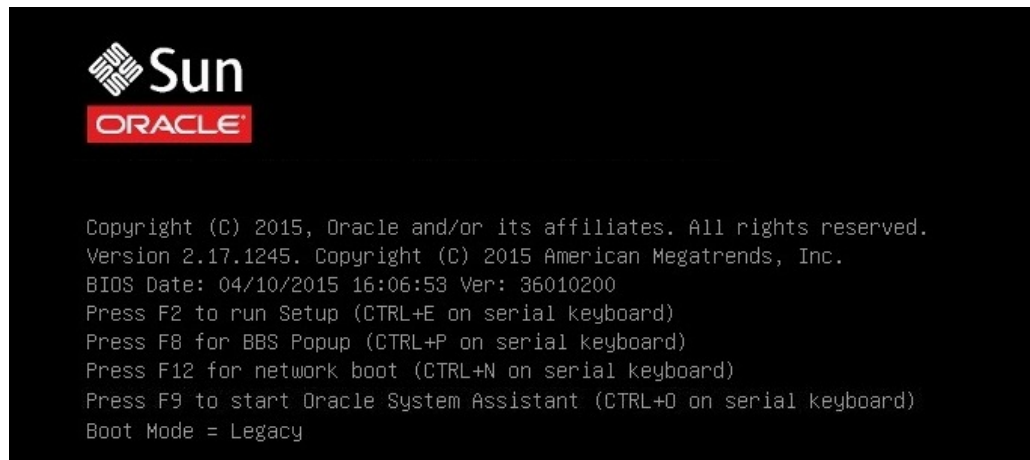 Sun
ORACLE
Copyright (C) 2015, Oracle and/or its affiliates. All rights reserved.
Version 2.17.1245. Copyright (C) 2015 American Megatrends, Inc.
BIOS Date: 04/10/2015 16:06:53 Ver: 36010200
Press F2 to run Setup (CTRL+E on serial keyboard)
Press F8 for BBS Popup (CTRL+P on serial keyboard)
Press F12 for network boot (CTRL+N on serial keyboard)
Press F9 to start Oracle System Assistant (CTRL+O on serial keyboard)
Boot Mode = Legacy